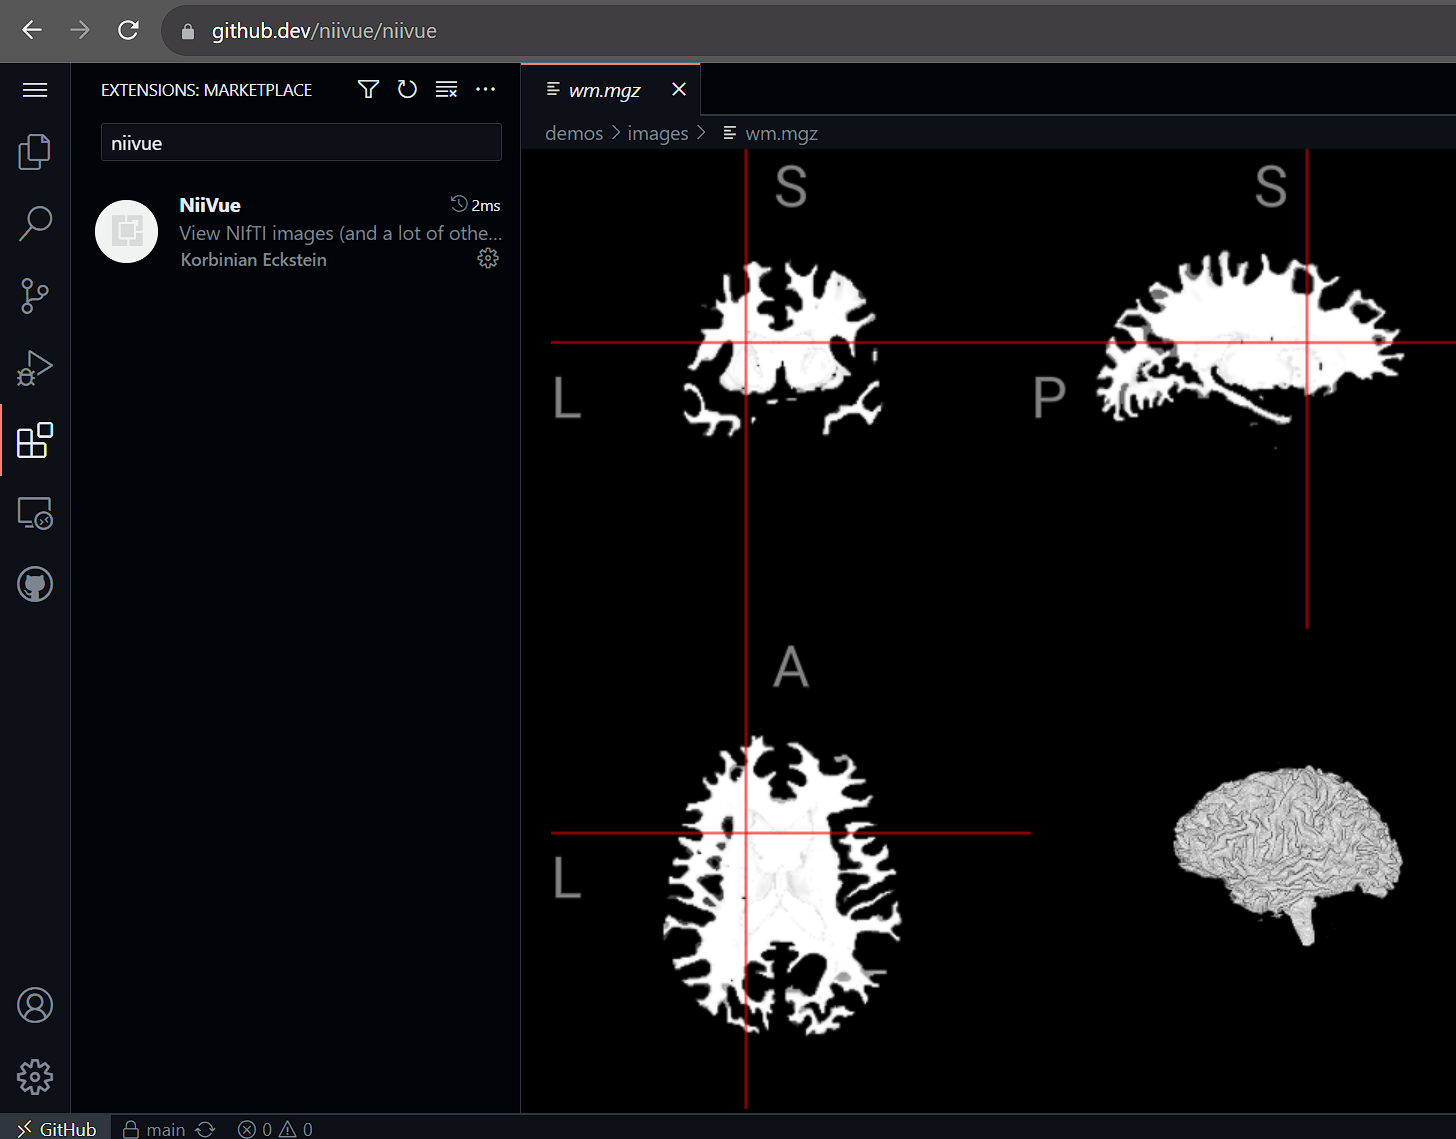 github.dev/niivue/niivue
EXTENSIONS: MARKETPLACE
niivue
NiiVue
2ms
View NIfTI images (and a lot of othe...
Korbinian Eckstein
wm.mgz
demos > images > wm.mgz
S
S
L
P
A
L
GitHub
main
0
0